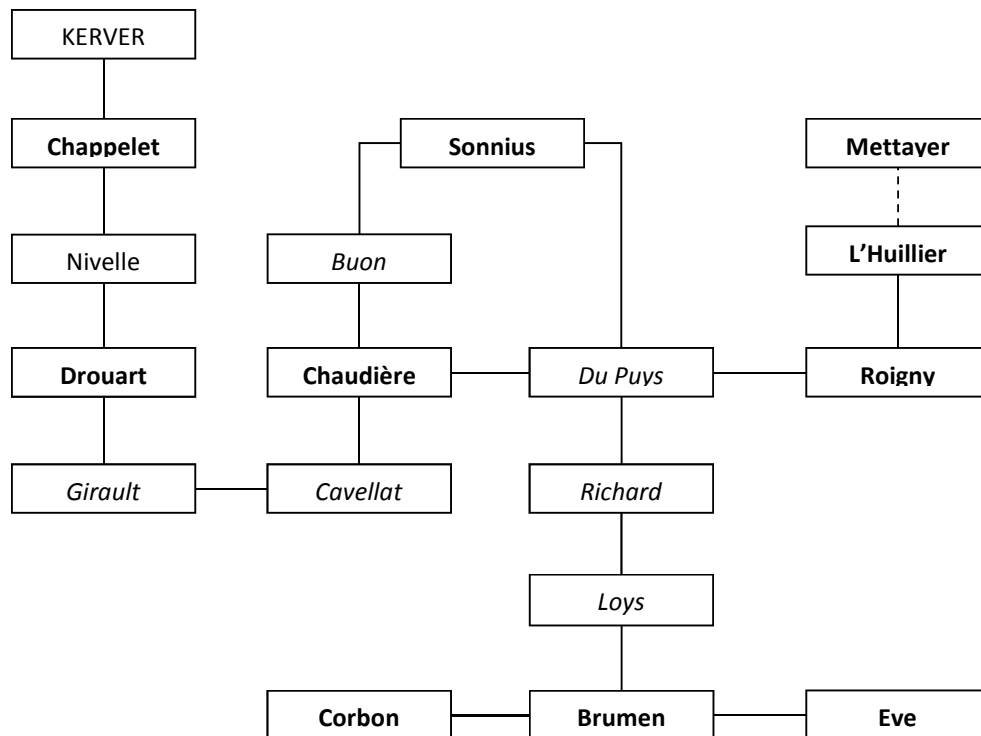 KERVER
Chappelet
Sonnius
Mettayer
Nivelle
Buon
L’Huillier
Drouart
Chaudière
Du Puys
Roigny
Girault
Cavellat
Richard
Loys
Corbon
Brumen
Eve